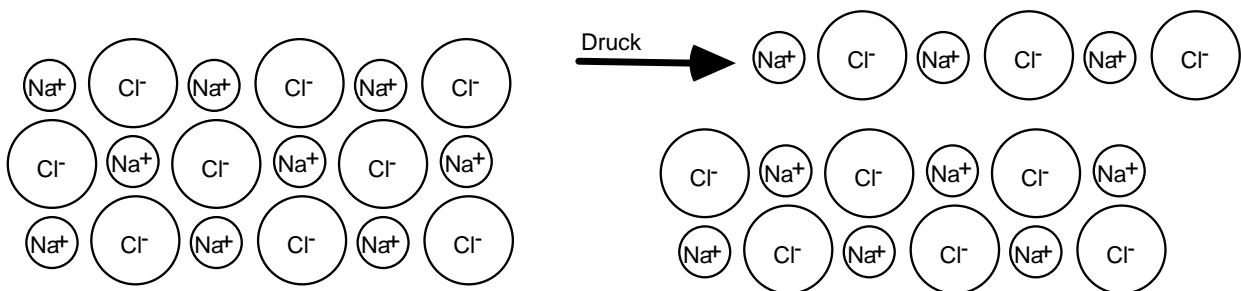 Druck
Na+ Cl- Na+ Cl- Na+ Cl-
Cl- Na+ Cl- Na+ Cl- Na+
Na+ Cl- Na+ Cl- Na+ Cl-
Na+ Cl- Na+ Cl- Na+ Cl-
Cl- Na+ Cl- Na+ Cl- Na+
Na+ Cl- Na+ Cl- Na+ Cl-